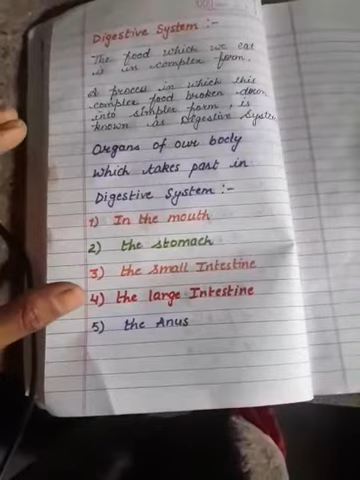 Digestive System :-
The food which we eat
is in complex form.
A process in which this
complex food broken down
into simpler form, is
known as Digestive System
Organs of our body
which takes part in
Digestive System :-
1) In the mouth
2) the stomach
3) the small Intestine
4) the large Intestine
5) the Anus